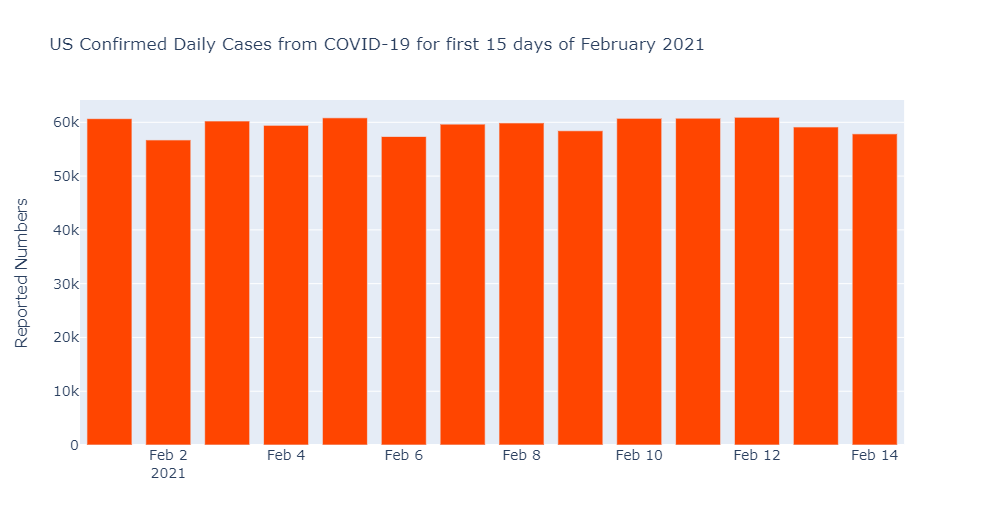 US Confirmed Daily Cases from COVID-19 for first 15 days of February 2021
Reported Numbers
60k
50k
40k
30k
20k
10k
0
Feb 2 Feb 4 Feb 6 Feb 8 Feb 10 Feb 12 Feb 14
2021